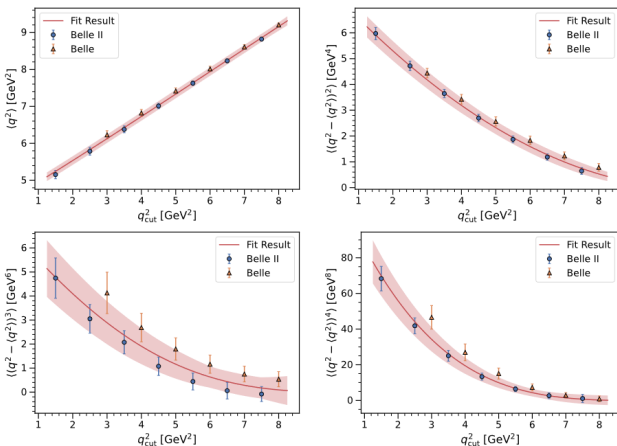 ⟨q²⟩ [GeV²]
9
8
7
6
5
Fit Result
Belle II
Belle
1 2 3 4 5 6 7 8
q²cut [GeV²]
⟨(q² − ⟨q²⟩)²⟩ [GeV⁴]
6
5
4
3
2
1
0
Fit Result
Belle II
Belle
1 2 3 4 5 6 7 8
q²cut [GeV²]
⟨(q² − ⟨q²⟩)³⟩ [GeV⁶]
6
5
4
3
2
1
0
Fit Result
Belle II
Belle
1 2 3 4 5 6 7 8
q²cut [GeV²]
⟨(q² − ⟨q²⟩)⁴⟩ [GeV⁸]
80
60
40
20
0
Fit Result
Belle II
Belle
1 2 3 4 5 6 7 8
q²cut [GeV²]